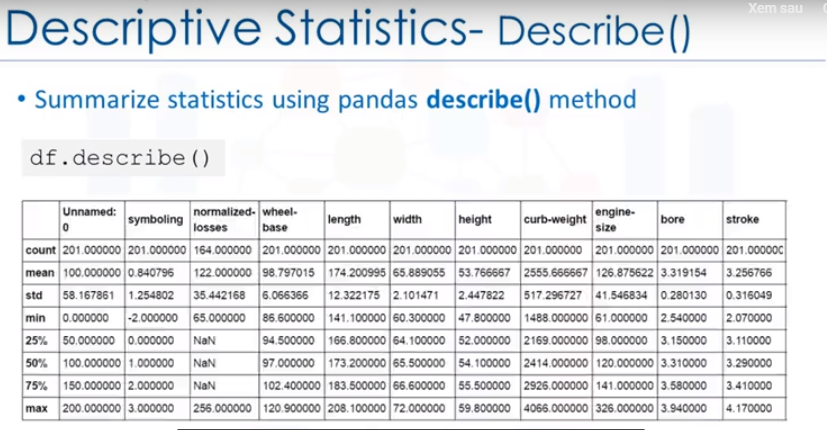 Xem sau
Descriptive Statistics- Describe()
• Summarize statistics using pandas describe() method
df.describe()
Unnamed: 0 symboling normalized-losses wheel-base length width height curb-weight engine-size bore stroke
count 201.000000 201.000000 164.000000 201.000000 201.000000 201.000000 201.000000 201.000000 201.000000 201.000000 201.000000
mean 100.000000 0.840796 122.000000 98.797015 174.200995 65.889055 53.766667 2555.666667 126.875622 3.319154 3.256766
std 58.167861 1.254802 35.442168 6.066366 12.322175 2.101471 2.447822 517.296727 41.546834 0.280130 0.316049
min 0.000000 -2.000000 65.000000 86.600000 141.100000 60.300000 47.800000 1488.000000 61.000000 2.540000 2.070000
25% 50.000000 0.000000 NaN 94.500000 166.800000 64.100000 52.000000 2169.000000 98.000000 3.150000 3.110000
50% 100.000000 1.000000 NaN 97.000000 173.200000 65.500000 54.100000 2414.000000 120.000000 3.310000 3.290000
75% 150.000000 2.000000 NaN 102.400000 183.500000 66.600000 55.500000 2926.000000 141.000000 3.580000 3.410000
max 200.000000 3.000000 256.000000 120.900000 208.100000 72.000000 59.800000 4066.000000 326.000000 3.940000 4.170000